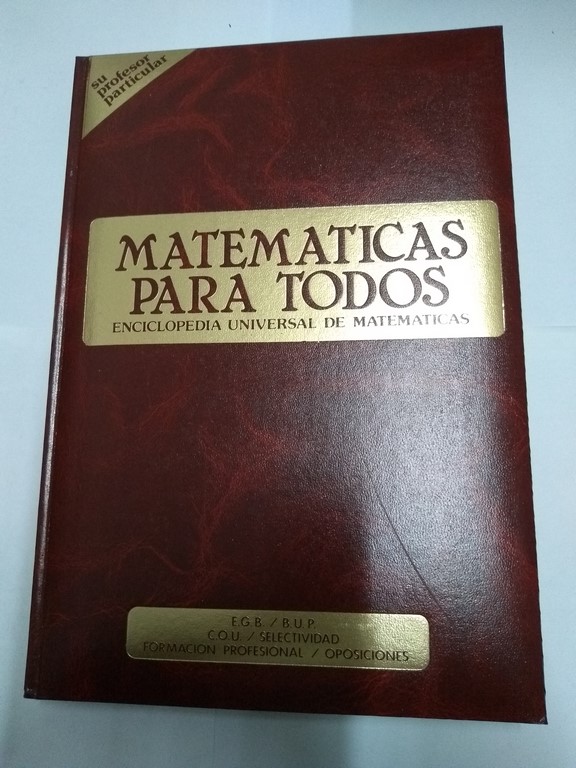 su
profesor
particular
MATEMATICAS
PARA TODOS
ENCICLOPEDIA UNIVERSAL DE MATEMATICAS
E.G.B. / B.U.P.
C.O.U. / SELECTIVIDAD
FORMACION PROFESIONAL / OPOSICIONES